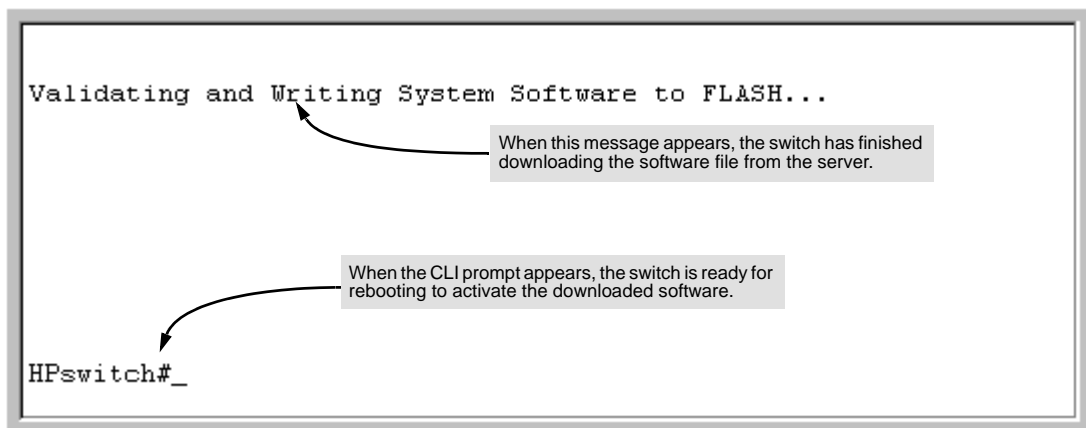 Validating and Writing System Software to FLASH...
When this message appears, the switch has finished
downloading the software file from the server.
When the CLI prompt appears, the switch is ready for
rebooting to activate the downloaded software.
HPswitch#_